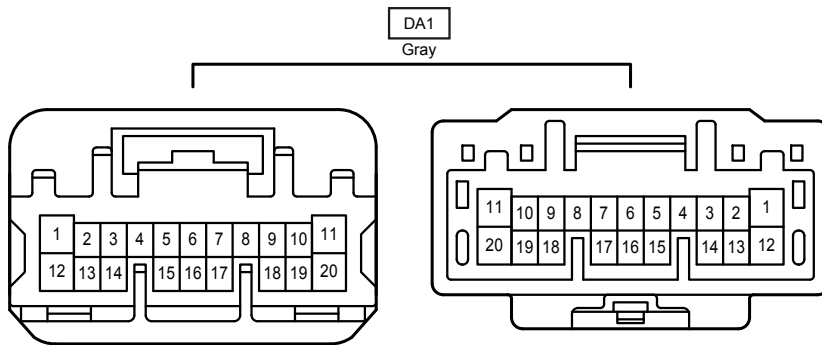 DA1
Gray
1 2 3 4 5 6 7 8 9 10 11
12 13 14 15 16 17 18 19 20
11 10 9 8 7 6 5 4 3 2 1
20 19 18 17 16 15 14 13 12